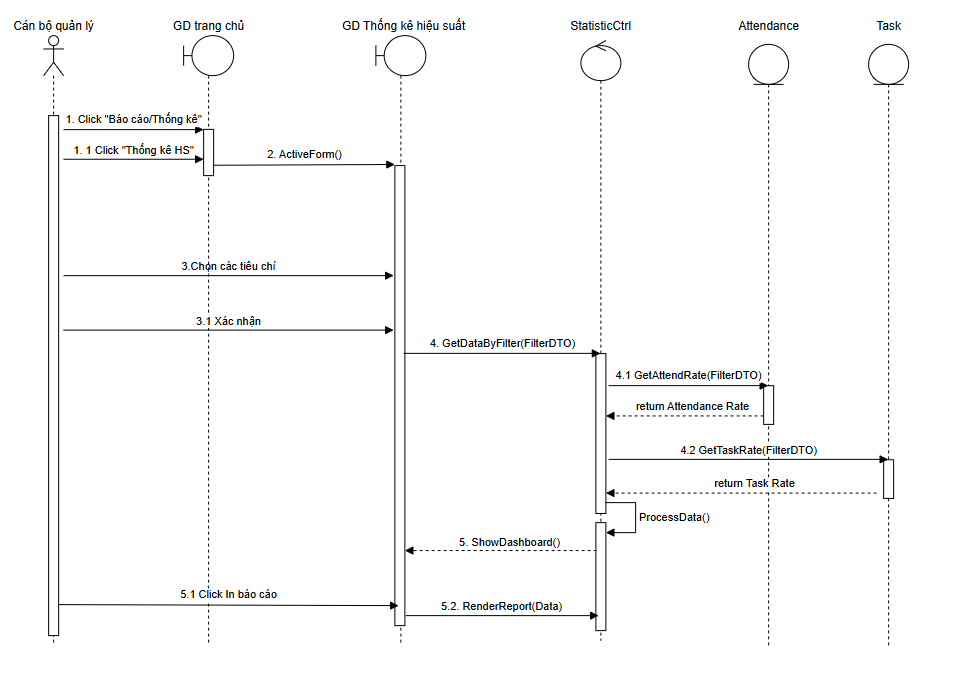 Cán bộ quản lý
GD trang chủ
GD Thống kê hiệu suất
StatisticCtrl
Attendance
Task
1. Click "Báo cáo/Thống kê"
1. 1 Click "Thống kê HS"
2. ActiveForm()
3.Chọn các tiêu chí
3.1 Xác nhận
4. GetDataByFilter(FilterDTO)
4.1 GetAttendRate(FilterDTO)
return Attendance Rate
4.2 GetTaskRate(FilterDTO)
return Task Rate
ProcessData()
5. ShowDashboard()
5.1 Click In báo cáo
5.2. RenderReport(Data)